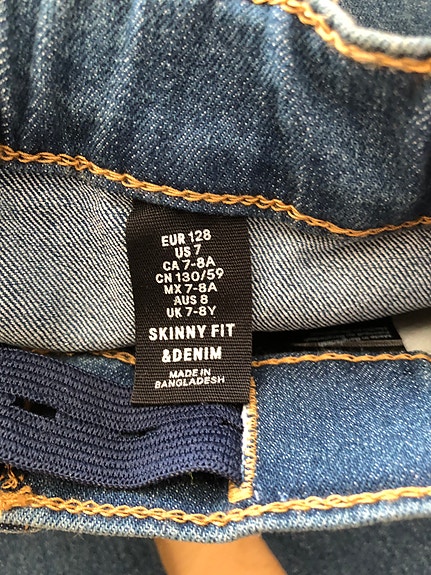 EUR 128
US 7
CA 7-8A
CN 130/59
MX 7-8A
AUS 8
UK 7-8Y
SKINNY FIT
&DENIM
MADE IN
BANGLADESH